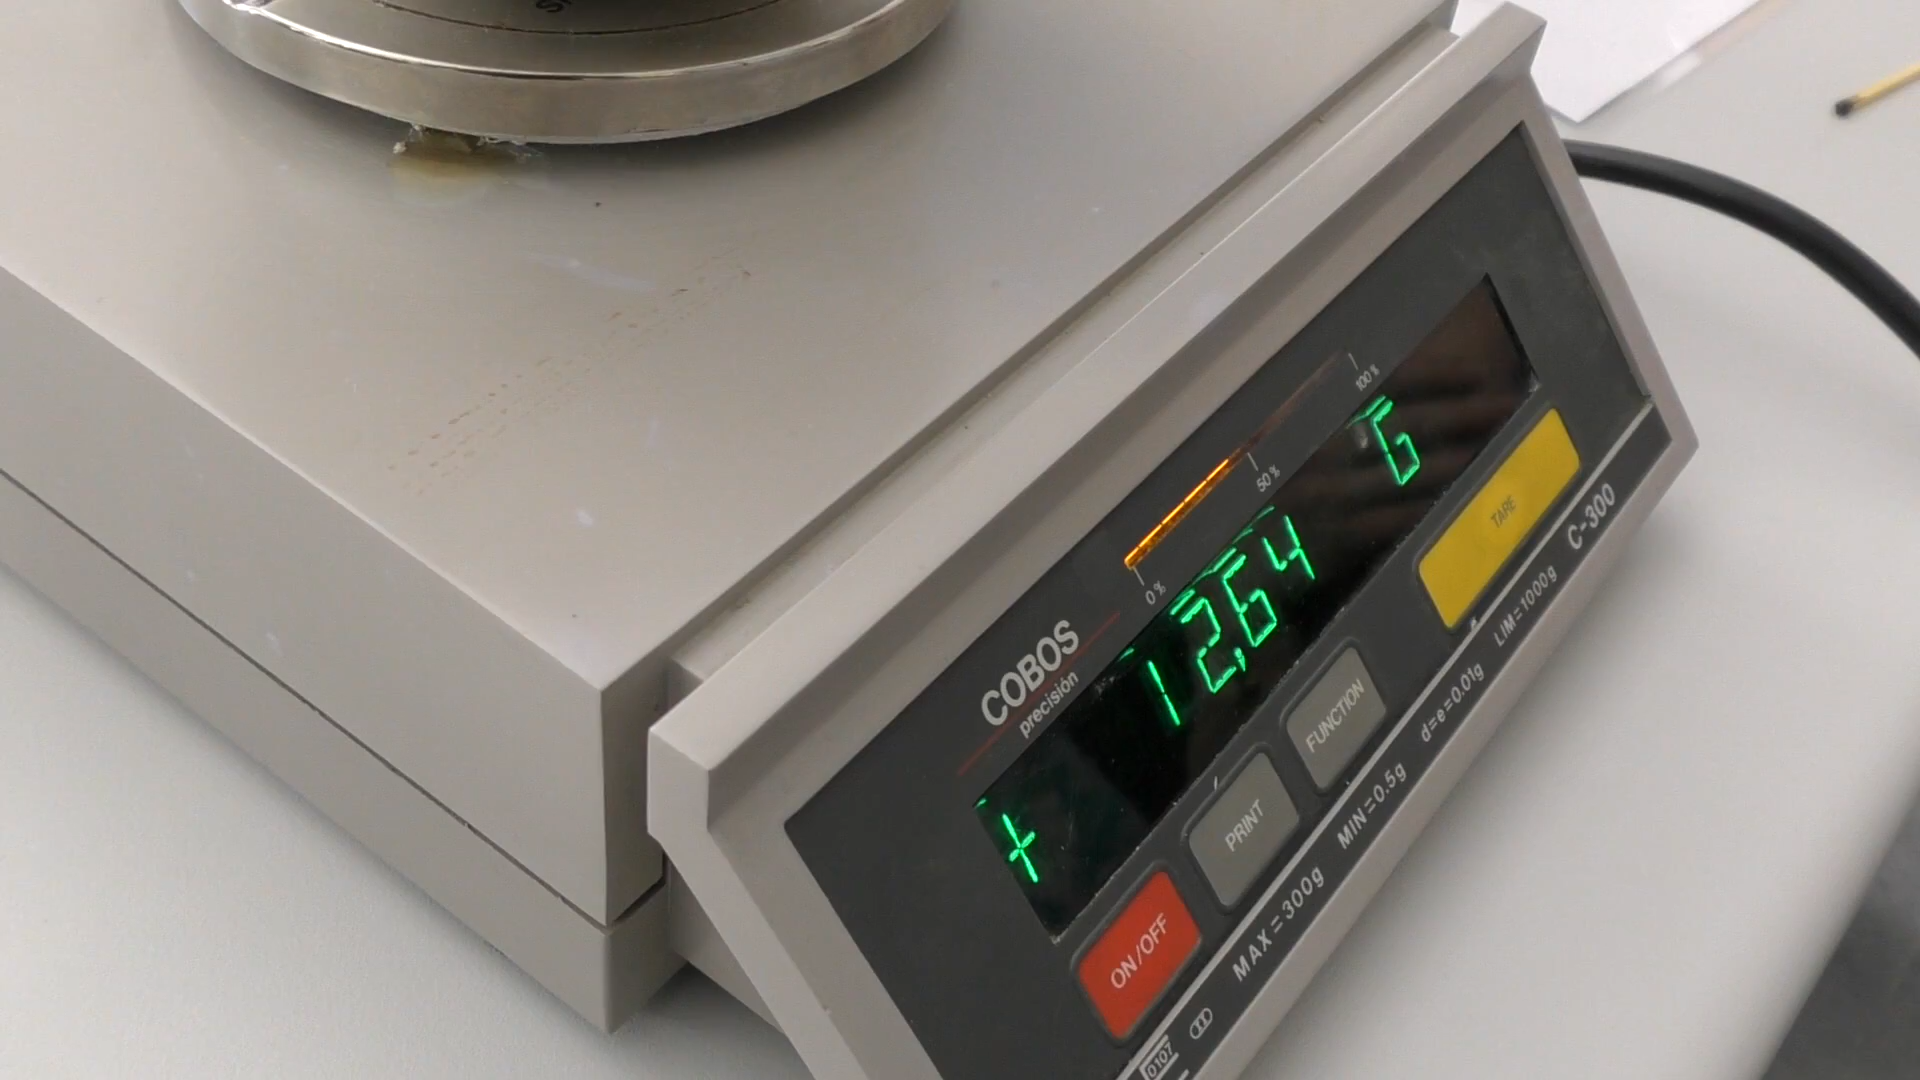 COBOS
precisión
0 %
50 %
100 %
+ 12,64 G
ON/OFF
PRINT
FUNCTION
TARE
C-300
MAX=300g MIN=0.5g d=e=0.01g LIM=1000g
0107